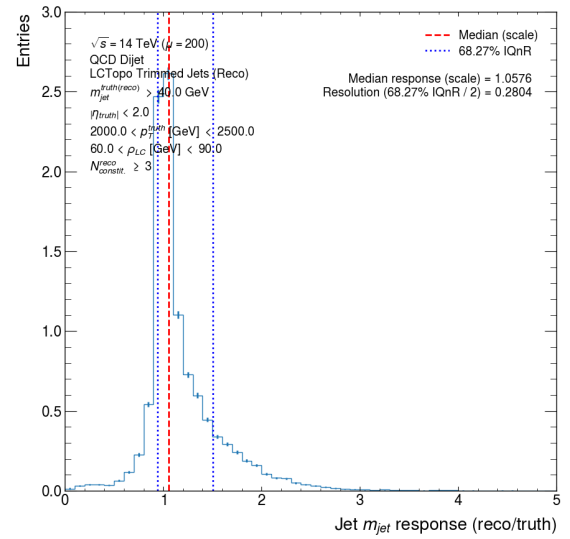 Entries
3.0
2.5
2.0
1.5
1.0
0.5
0.0
√s = 14 TeV (μ = 200)
QCD Dijet
LCTopo Trimmed Jets (Reco)
m_jet^truth(reco) > 40.0 GeV
|η_truth| < 2.0
2000.0 < p_T^truth [GeV] < 2500.0
60.0 < ρ_LC [GeV] < 90.0
N_constit.^reco ≥ 3
Median (scale)
68.27% IQnR
Median response (scale) = 1.0576
Resolution (68.27% IQnR / 2) = 0.2804
0 1 2 3 4 5
Jet m_jet response (reco/truth)